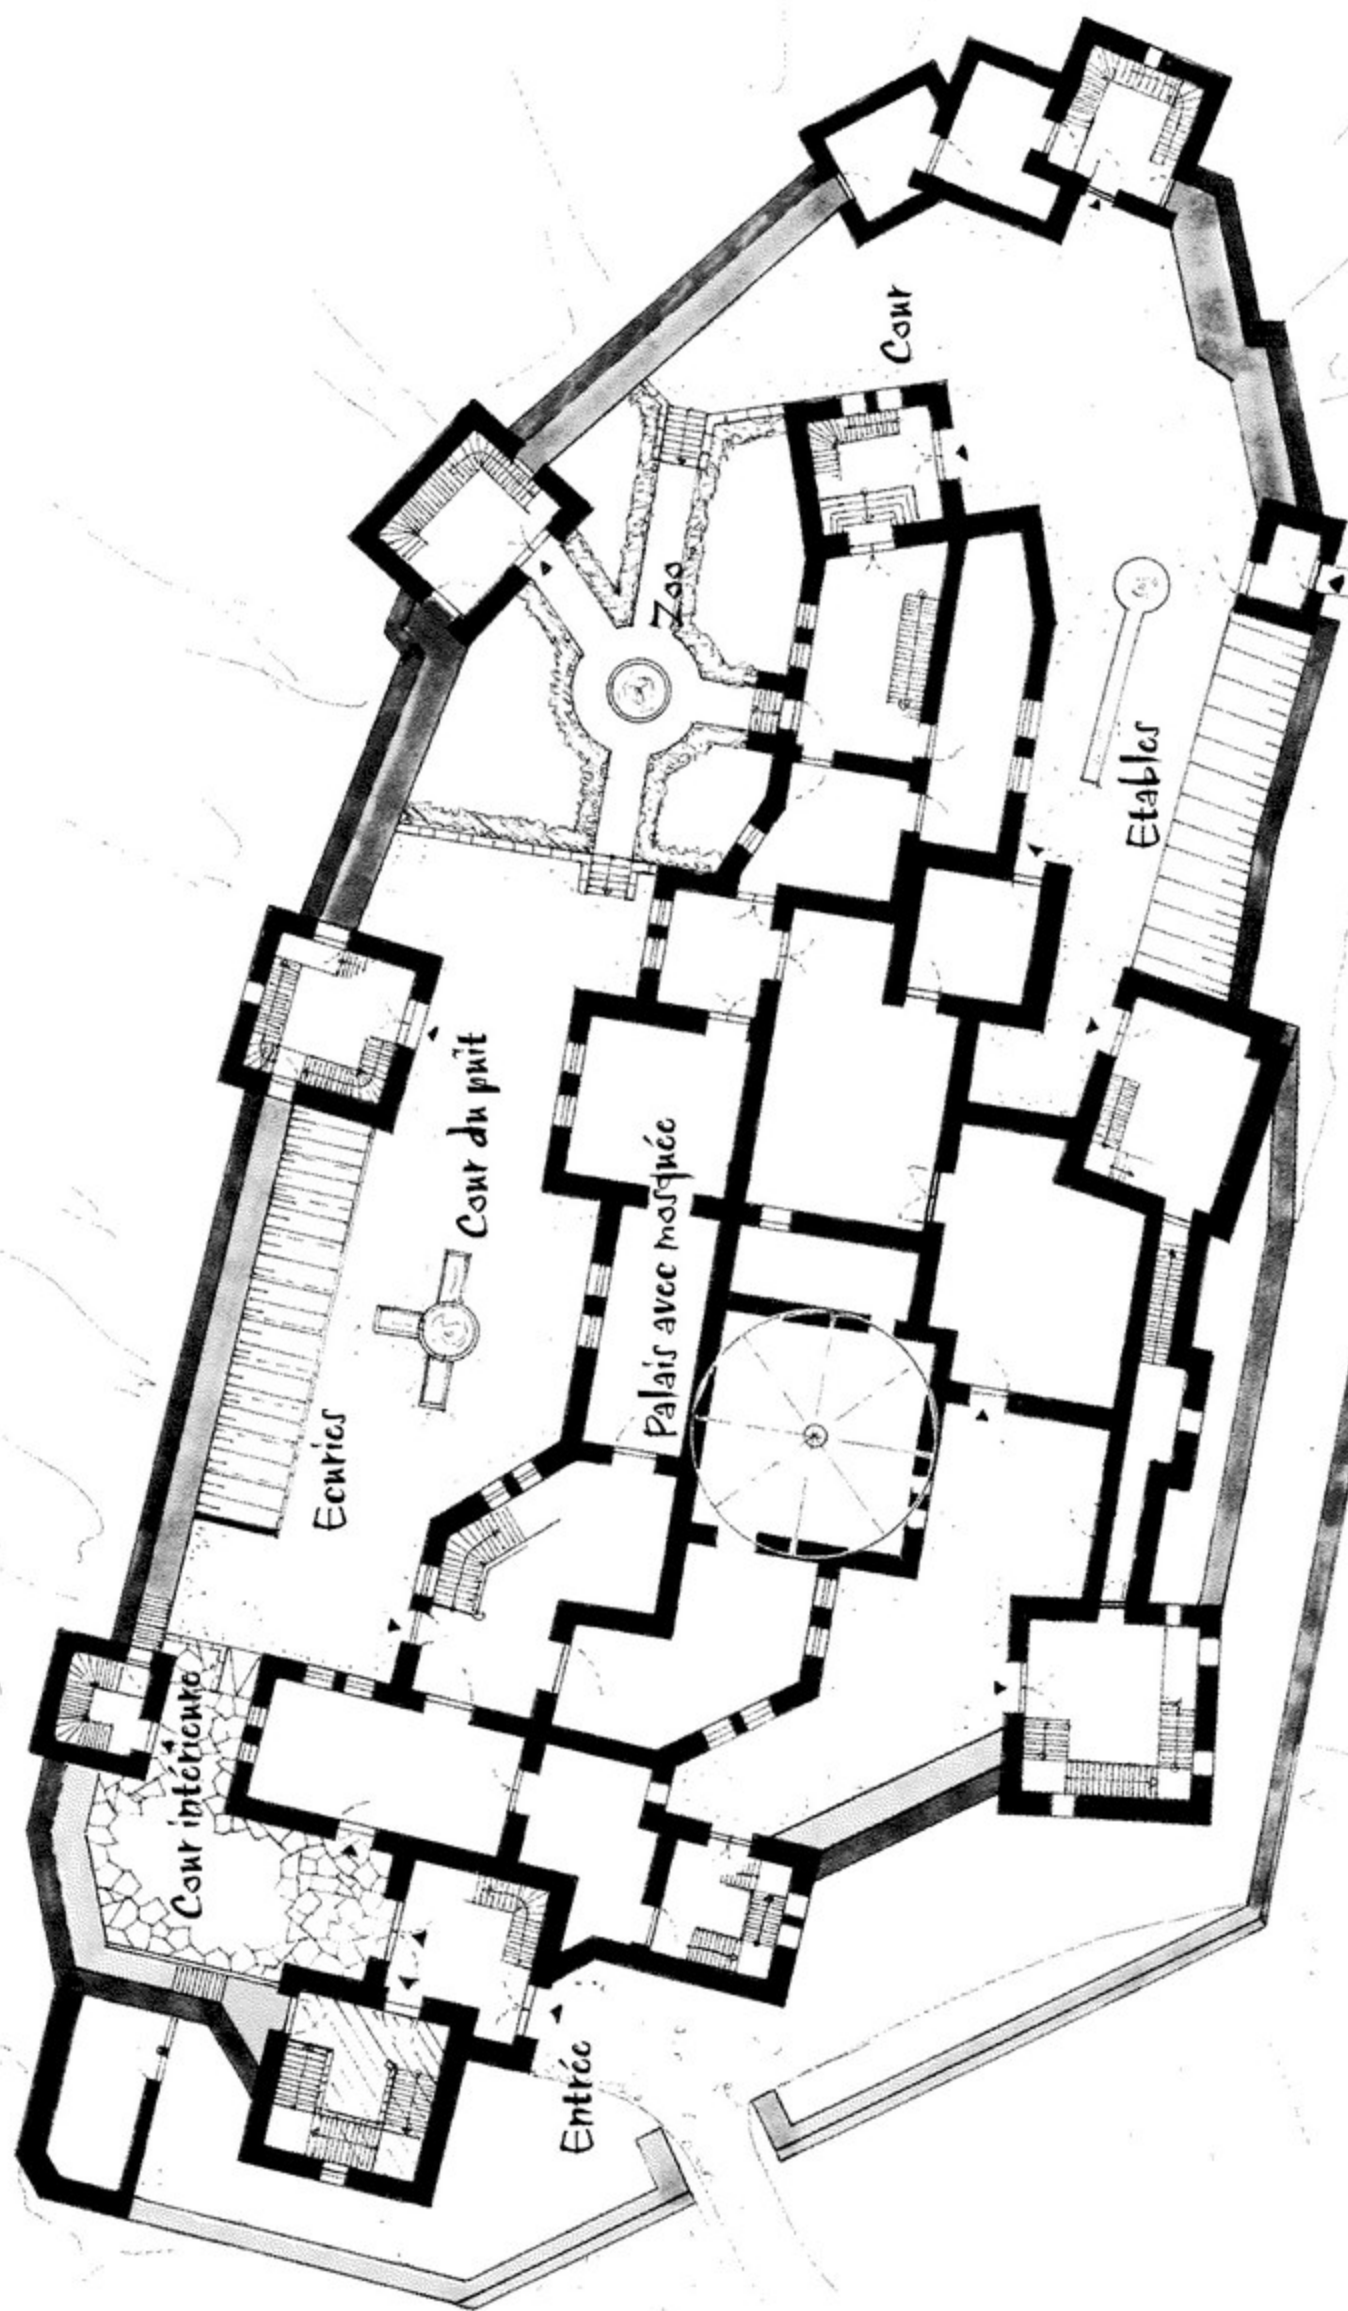 Entrée
Cour intérieure
Ecuries
Cour du puit
Palais avec mosquée
Zoo
Etables
Cour